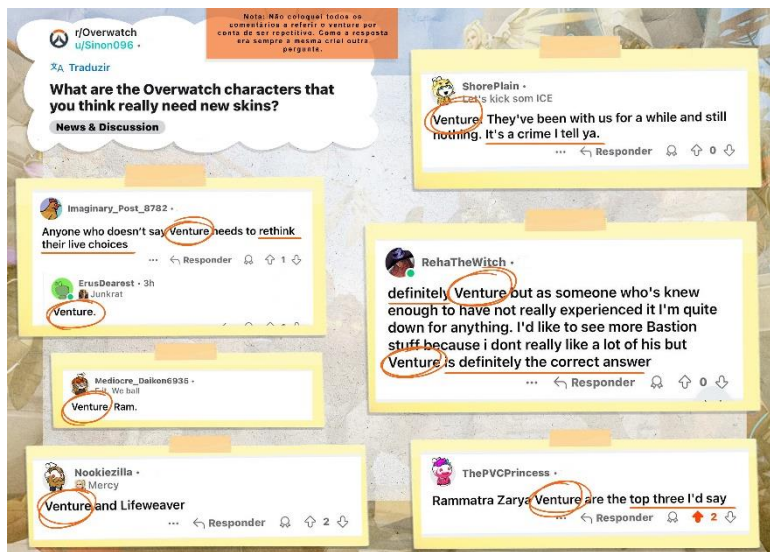 r/Overwatch
u/Sinon096 •
Traduzir
What are the Overwatch characters that
you think really need new skins?
News & Discussion
Nota: Não coloquei todos os
comentários a referir o venture por
conta de ser repetitivo. Como a resposta
era sempre a mesma criei outra
pergunta.
ShorePlain •
Let's kick som ICE
Venture. They've been with us for a while and still
nothing. It's a crime I tell ya.
... Responder 0
Imaginary_Post_8782 •
Anyone who doesn't say Venture needs to rethink
their live choices
... Responder 1
ErusDearest • 3h
Junkrat
Venture.
RehaTheWitch •
definitely Venture but as someone who's knew
enough to have not really experienced it I'm quite
down for anything. I'd like to see more Bastion
stuff because i dont really like a lot of his but
Venture is definitely the correct answer
... Responder 0
Mediocre_Daikon6935 •
We ball
Venture, Ram.
Nookiezilla •
Mercy
Venture and Lifeweaver
... Responder 2
ThePVCPrincess •
Rammatra Zarya Venture are the top three I'd say
... Responder 2